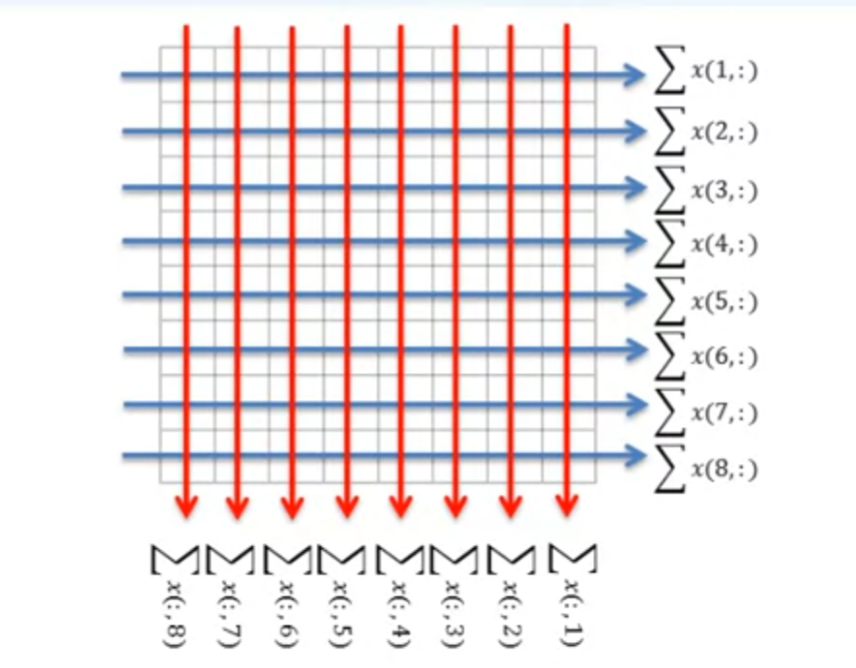 ∑ x(1,:)
∑ x(2,:)
∑ x(3,:)
∑ x(4,:)
∑ x(5,:)
∑ x(6,:)
∑ x(7,:)
∑ x(8,:)
∑ x(:,8)
∑ x(:,7)
∑ x(:,6)
∑ x(:,5)
∑ x(:,4)
∑ x(:,3)
∑ x(:,2)
∑ x(:,1)